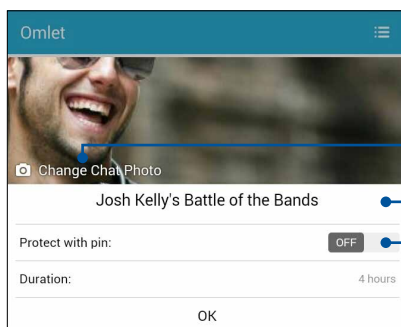 Omlet
Change Chat Photo
Josh Kelly's Battle of the Bands
Protect with pin: OFF
Duration: 4 hours
OK